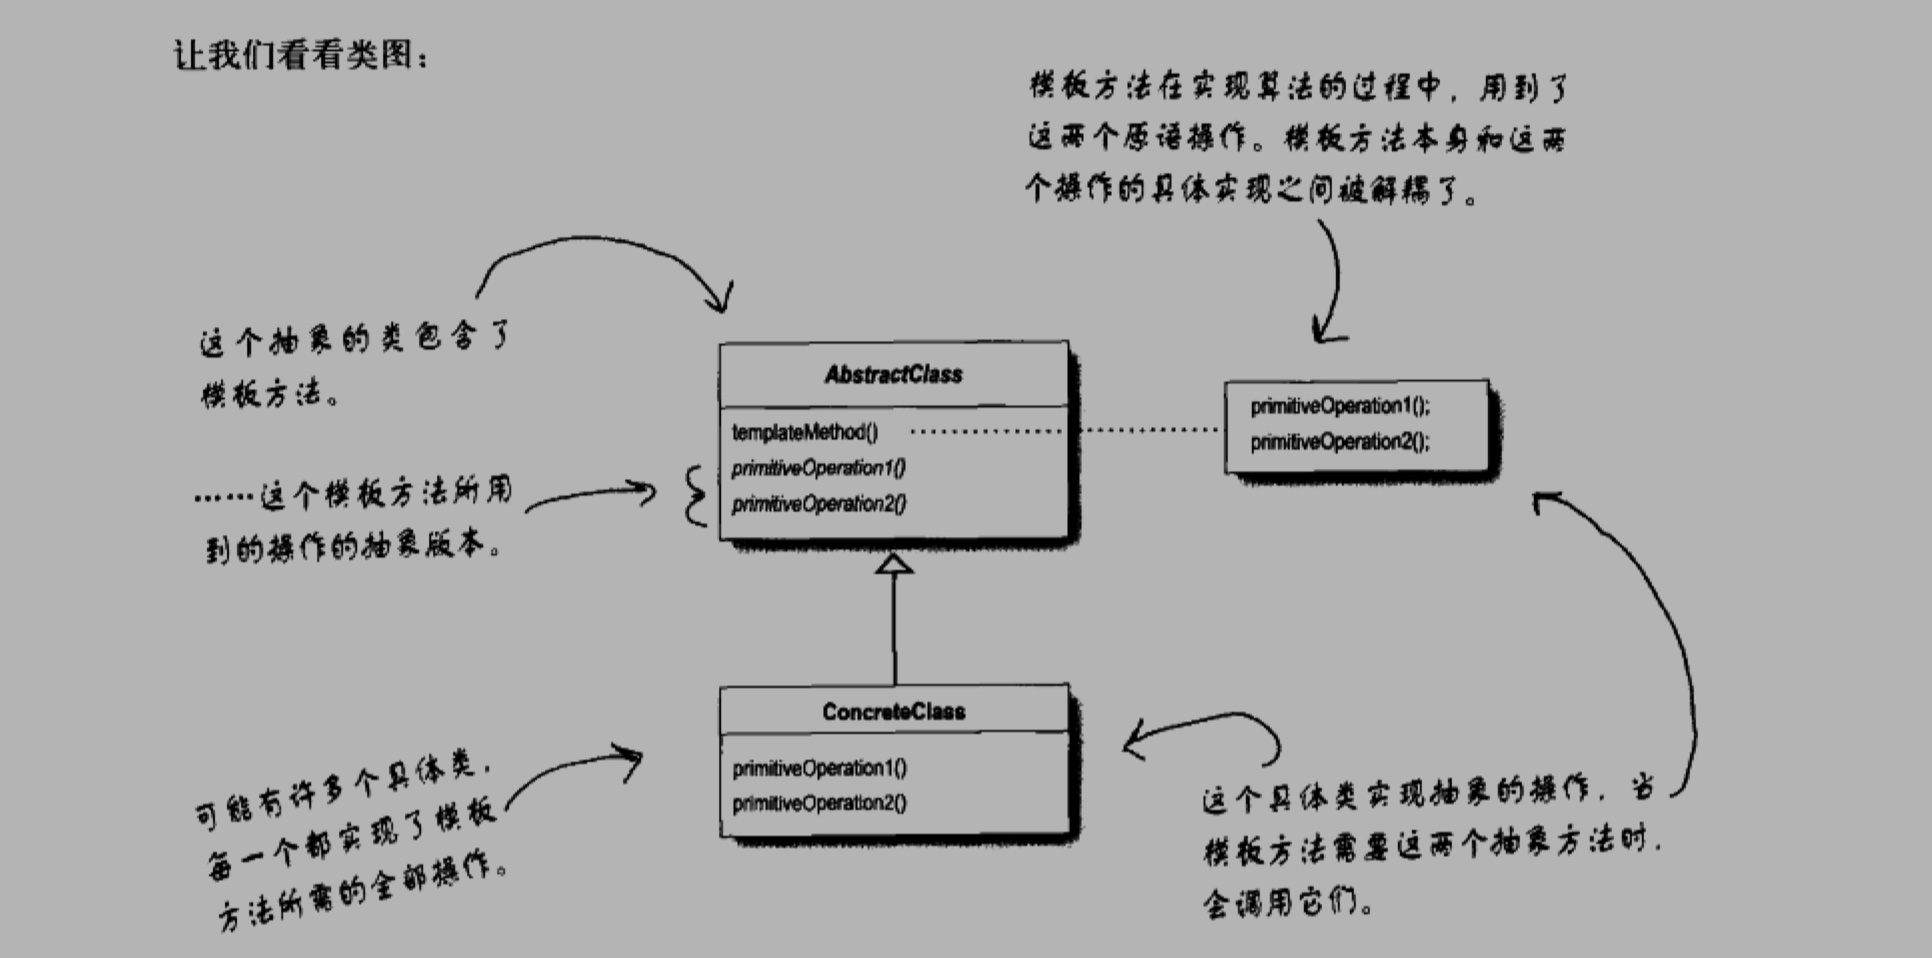 让我们看看类图：
模板方法在实现算法的过程中，用到了
这两个原语操作。模板方法本身和这两
个操作的具体实现之间被解耦了。
这个抽象的类包含了
模板方法。
AbstractClass
templateMethod()
primitiveOperation1()
primitiveOperation2()
primitiveOperation1();
primitiveOperation2();
……这个模板方法所用
到的操作的抽象版本。
ConcreteClass
primitiveOperation1()
primitiveOperation2()
可能有许多个具体类，
每一个都实现了模板
方法所需的全部操作。
这个具体类实现抽象的操作，当
模板方法需要这两个抽象方法时，
会调用它们。